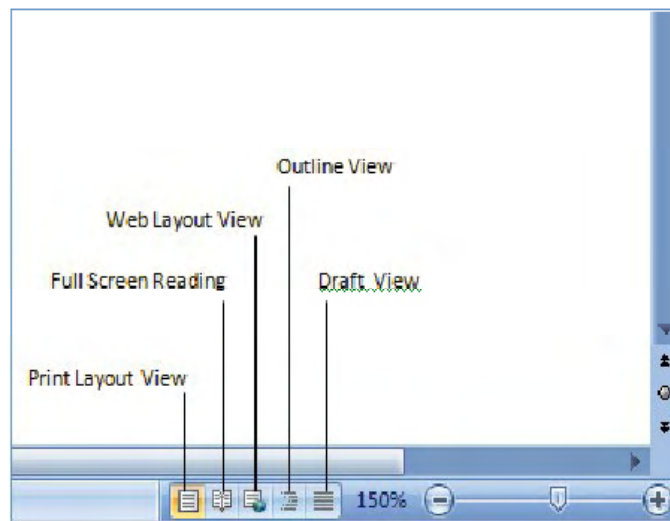 Outline View
Web Layout View
Full Screen Reading
Draft View
Print Layout View
150%